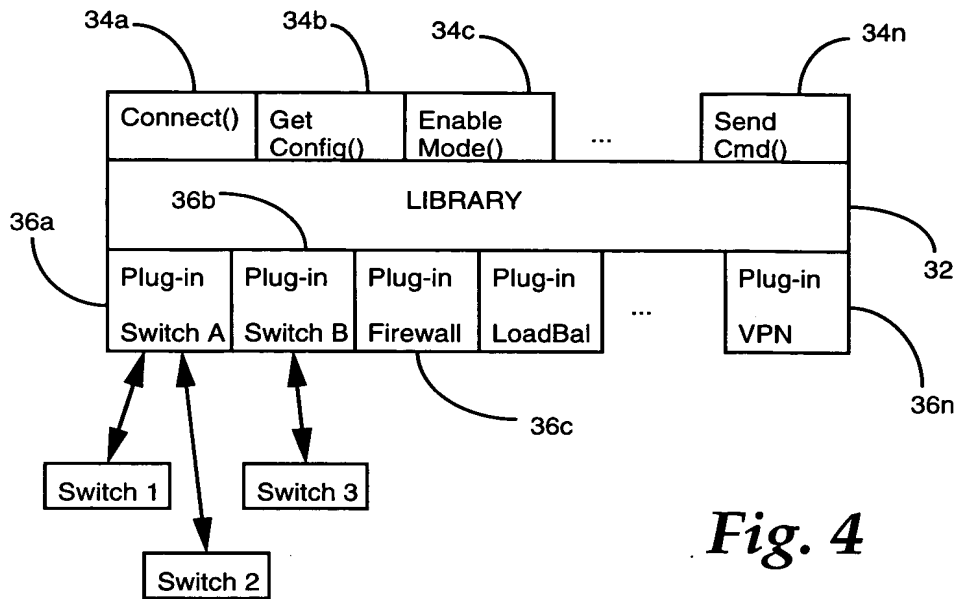 34a
34b
34c
34n
Connect()
Get
Config()
Enable
Mode()
...
Send
Cmd()
LIBRARY
36a
36b
32
Plug-in
Switch A
Plug-in
Switch B
Plug-in
Firewall
Plug-in
LoadBal
...
Plug-in
VPN
36c
36n
Switch 1
Switch 3
Switch 2
Fig. 4